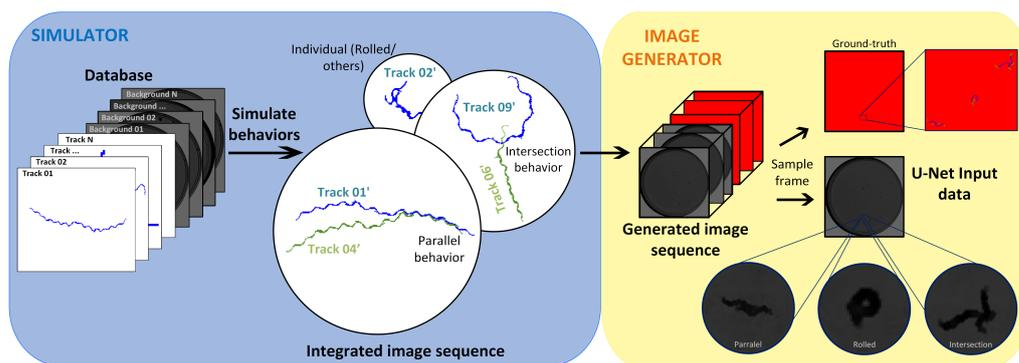 SIMULATOR
Database
Background N
Background ...
Background 02
Background 01
Track N
Track ...
Track 02
Track 01
Simulate
behaviors
Individual (Rolled/
others)
Track 02'
Track 09'
Track 06'
Intersection
behavior
Track 01'
Track 04'
Parallel
behavior
Integrated image sequence
IMAGE
GENERATOR
Generated image
sequence
Sample
frame
Ground-truth
U-Net Input
data
Parralel
Rolled
Intersection